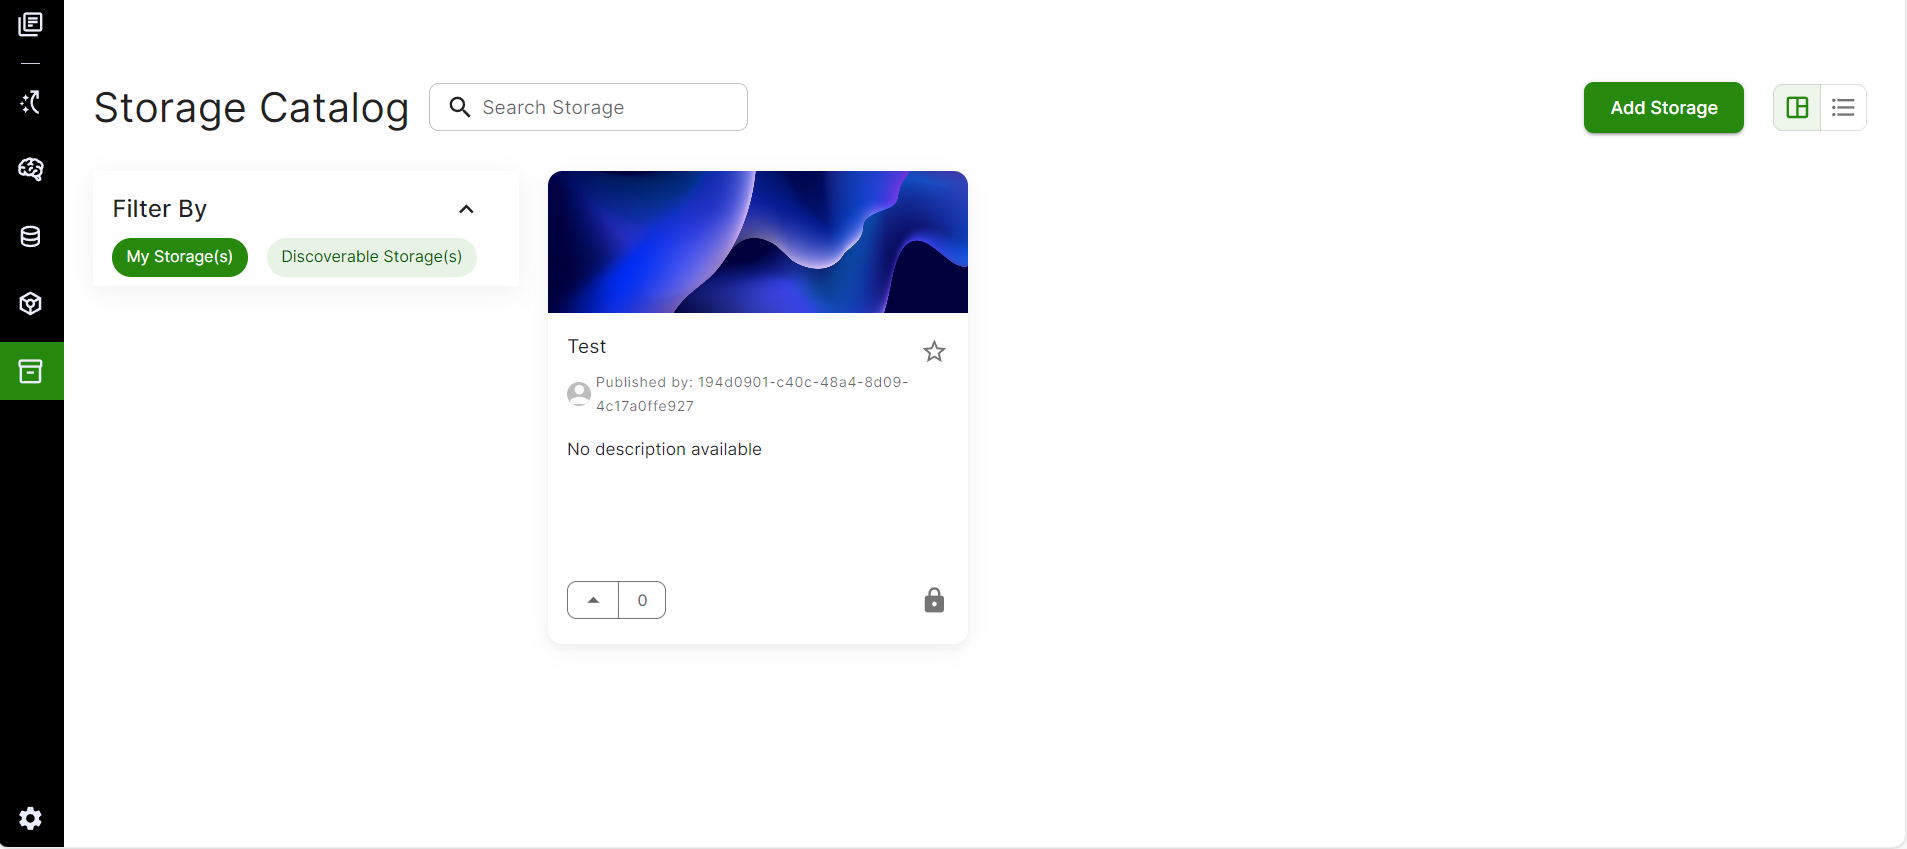 Storage Catalog
Search Storage
Add Storage
Filter By
My Storage(s)
Discoverable Storage(s)
Test
Published by: 194d0901-c40c-48a4-8d09-
4c17a0ffe927
No description available
0